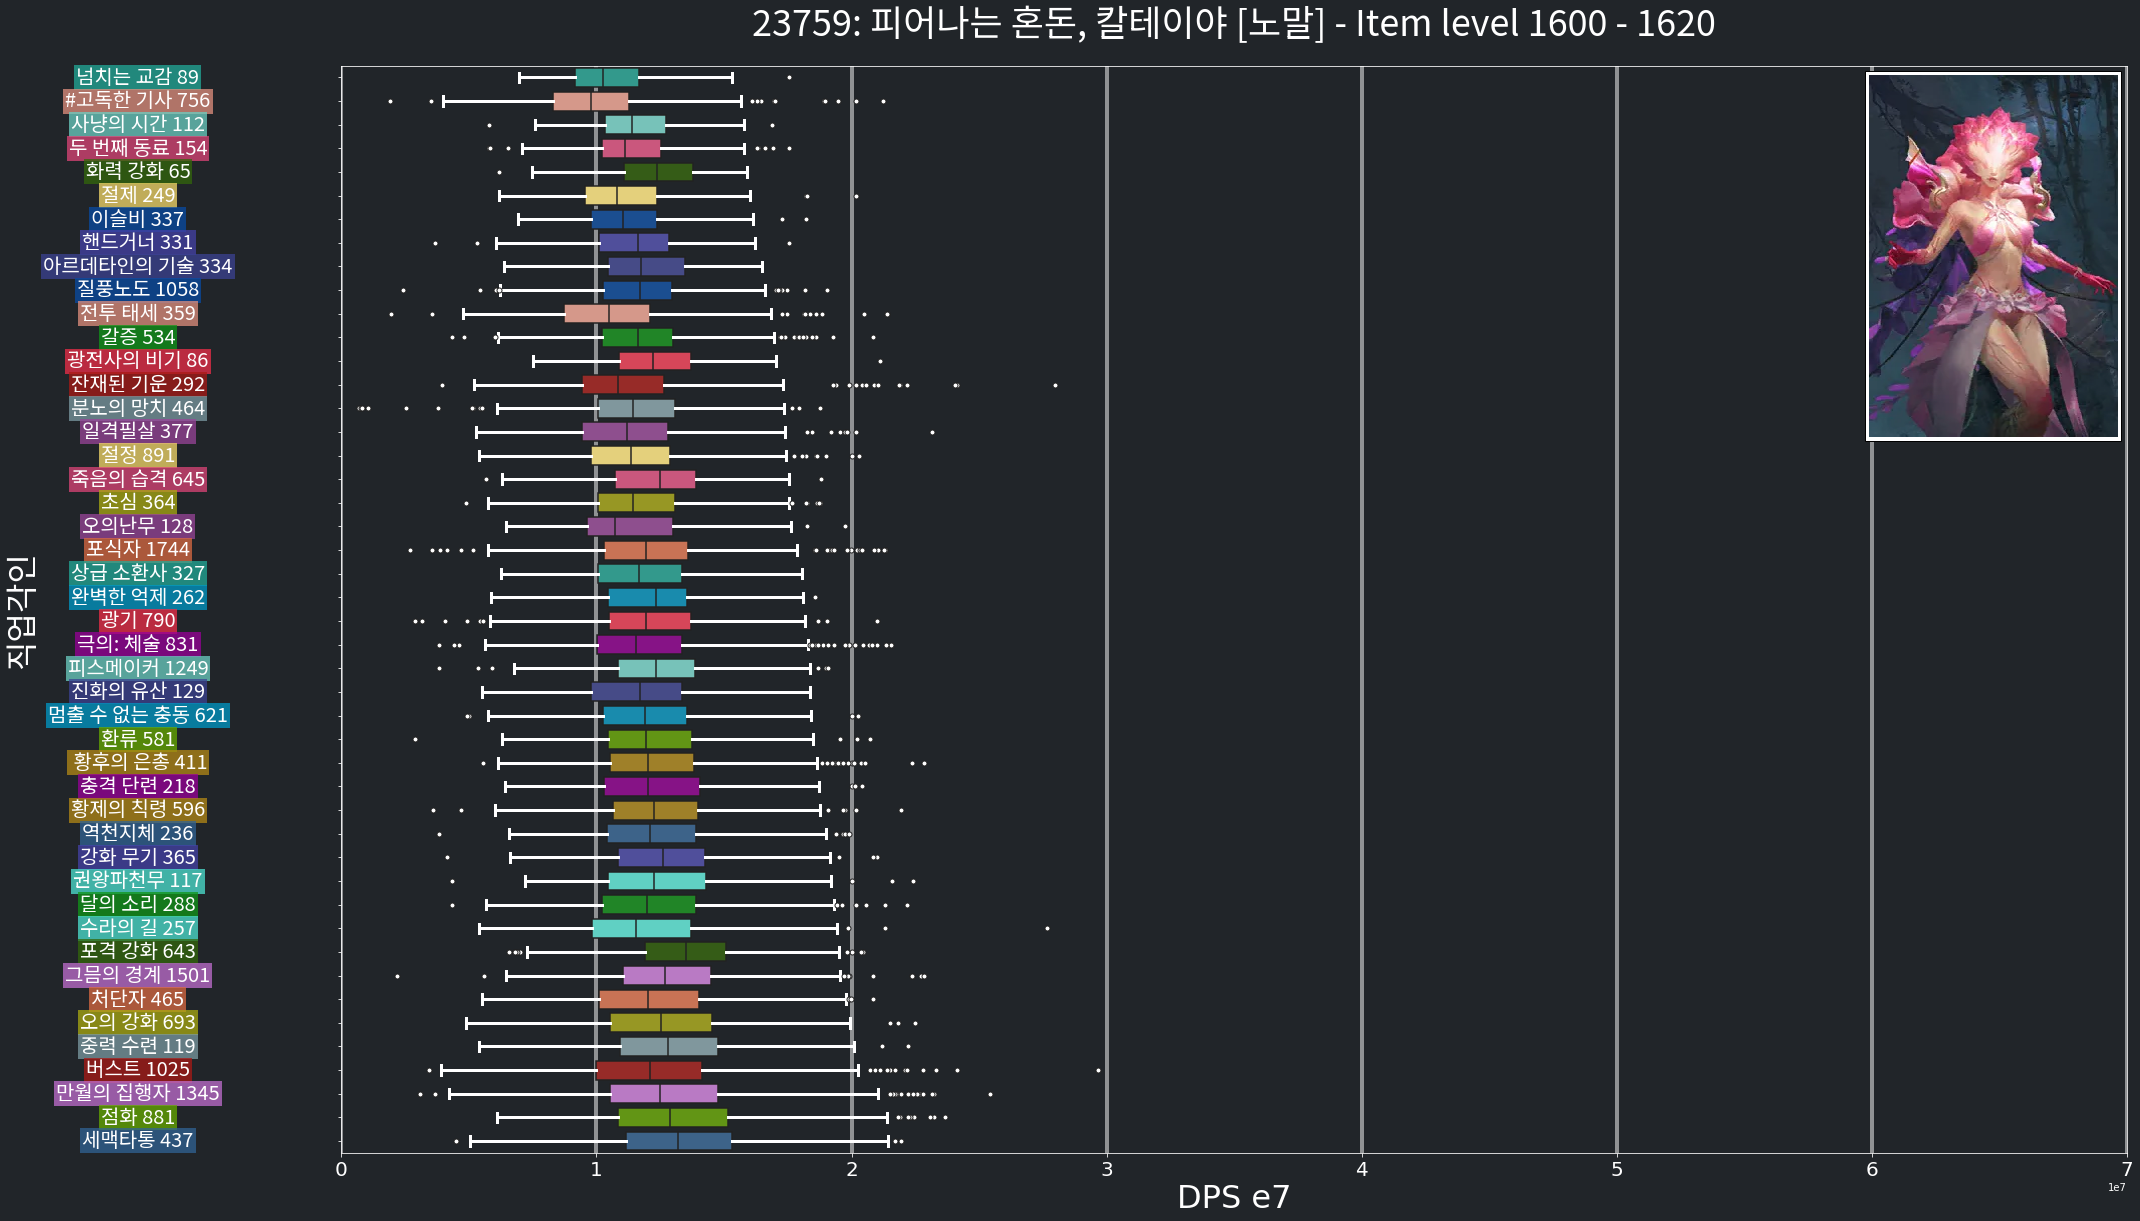 23759: 피어나는 혼돈, 칼테이야 [노말] - Item level 1600 - 1620
직업각인
넘치는 교감 89
#고독한 기사 756
사냥의 시간 112
두 번째 동료 154
화력 강화 65
절제 249
이슬비 337
핸드거너 331
아르데타인의 기술 334
질풍노도 1058
전투 태세 359
갈증 534
광전사의 비기 86
잔재된 기운 292
분노의 망치 464
일격필살 377
절정 891
죽음의 습격 645
초심 364
오의난무 128
포식자 1744
상급 소환사 327
완벽한 억제 262
광기 790
극의: 체술 831
피스메이커 1249
진화의 유산 129
멈출 수 없는 충동 621
환류 581
황후의 은총 411
충격 단련 218
황제의 칙령 596
역천지체 236
강화 무기 365
권왕파천무 117
달의 소리 288
수라의 길 257
포격 강화 643
그믐의 경계 1501
처단자 465
오의 강화 693
중력 수련 119
버스트 1025
만월의 집행자 1345
점화 881
세맥타통 437
0 1 2 3 4 5 6 7
1e7
DPS e7